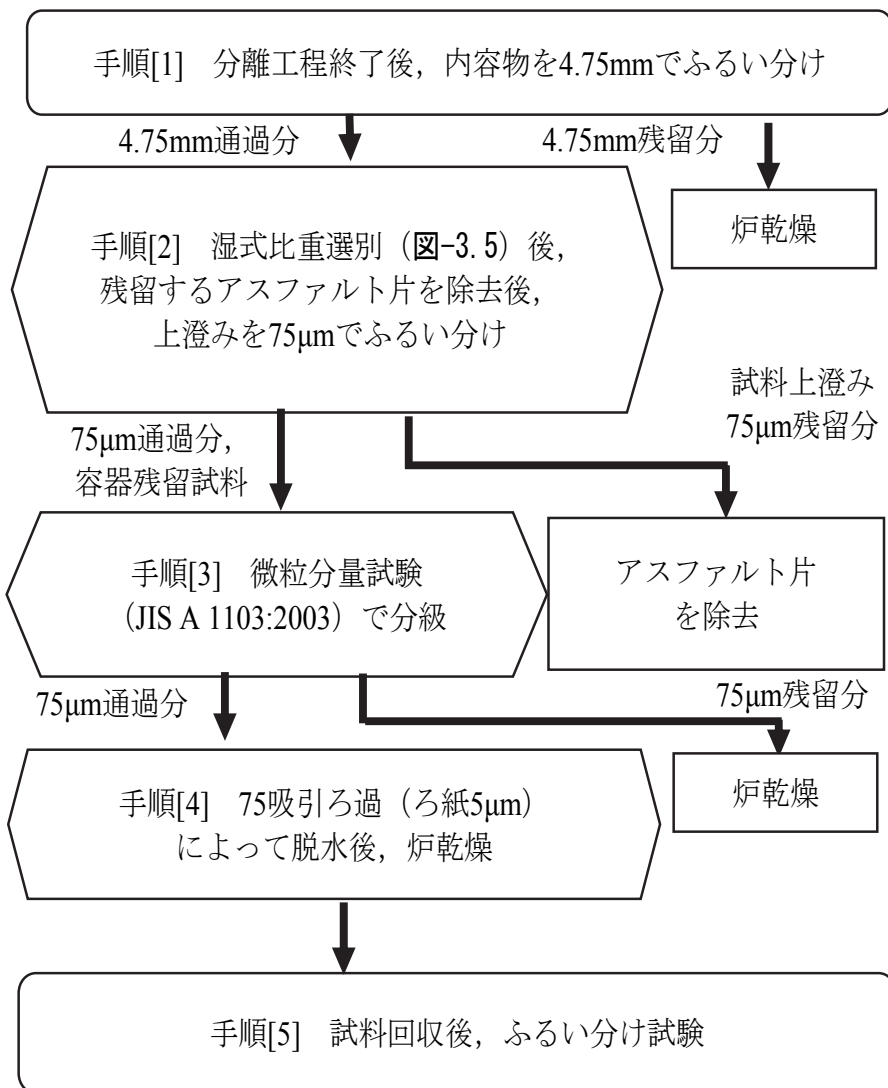 手順[1]　分離工程終了後，内容物を4.75mmでふるい分け
4.75mm通過分
4.75mm残留分
炉乾燥
手順[2]　湿式比重選別（図-3.5）後，
残留するアスファルト片を除去後，
上澄みを75μmでふるい分け
試料上澄み
75μm残留分
75μm通過分，
容器残留試料
手順[3]　微粒分量試験
（JIS A 1103:2003）で分級
アスファルト片
を除去
75μm通過分
75μm残留分
手順[4]　75吸引ろ過（ろ紙5μm）
によって脱水後，炉乾燥
炉乾燥
手順[5]　試料回収後，ふるい分け試験